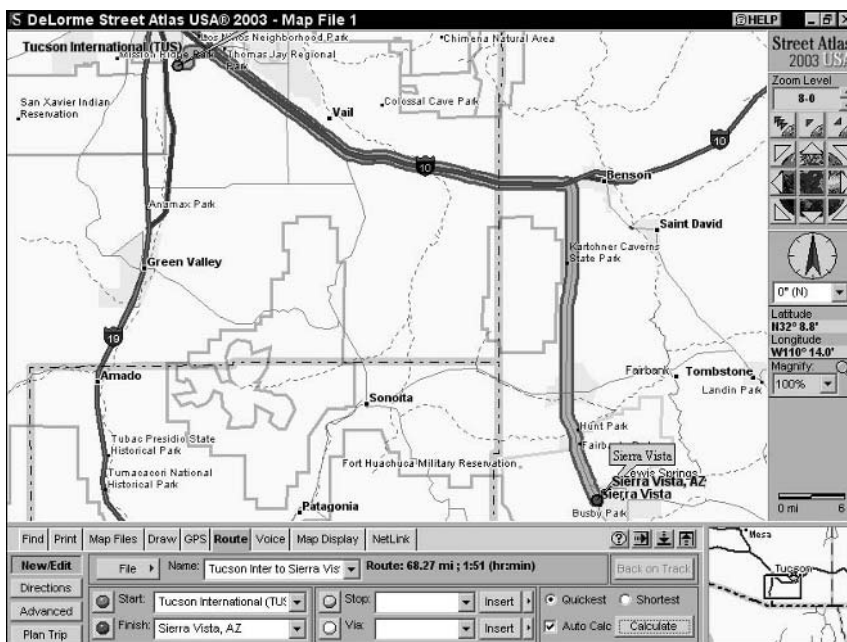 DeLorme Street Atlas USA® 2003 - Map File 1
HELP
Los Ninos Neighborhood Park
Chimena Natural Area
Tucson International (TUS)
Mission Ridge Park
Thomas Jay Regional Park
San Xavier Indian Reservation
Colossal Cave Park
Vail
10
10
Benson
Anamax Park
Saint David
Kartchner Caverns State Park
Green Valley
19
Amado
Sonoita
Fairbank
Tombstone
Landin Park
Tubac Presidio State Historical Park
Hunt Park
Fort Huachuca Military Reservation
Sierra Vista
Lewis Springs
Tumacacori National Historical Park
Sierra Vista, AZ
Sierra Vista
Patagonia
Busby Park
Street Atlas
2003 USA
Zoom Level
8-0
0° (N)
Latitude
N32° 8.8'
Longitude
W110° 14.0'
Magnify:
100%
0 mi 6
Find Print Map Files Draw GPS Route Voice Map Display NetLink
New/Edit File Name: Tucson Inter to Sierra Vis Route: 68.27 mi ; 1:51 (hr:min) Back on Track
Directions
Start: Tucson International (TUS Stop: Insert Quickest Shortest
Advanced
Finish: Sierra Vista, AZ Via: Insert Auto Calc Calculate
Plan Trip
Mesa
Tucson